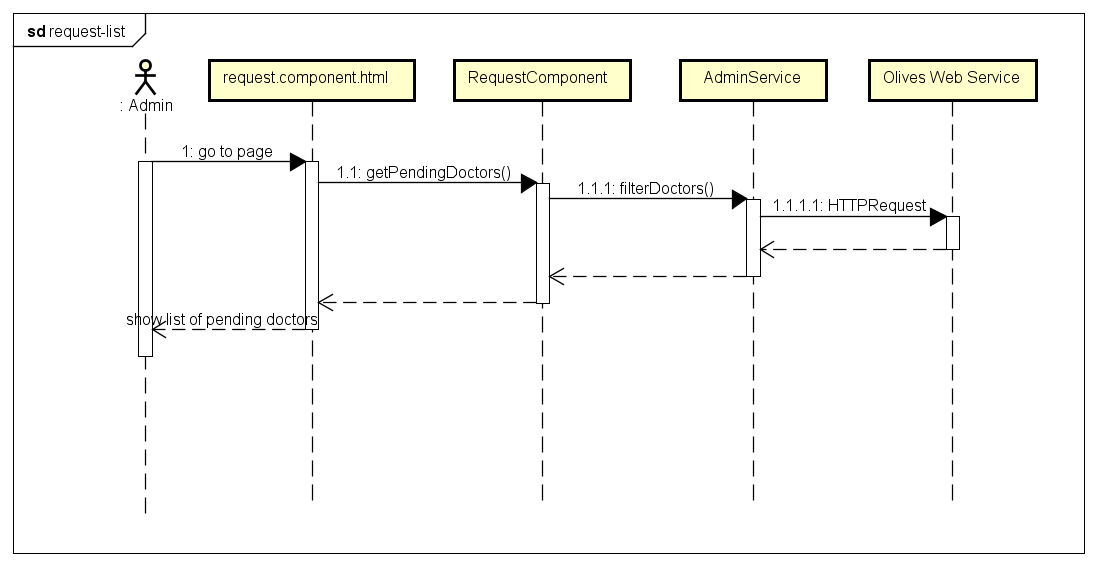 sd request-list
: Admin
request.component.html
RequestComponent
AdminService
Olives Web Service
1: go to page
1.1: getPendingDoctors()
1.1.1: filterDoctors()
1.1.1.1: HTTPRequest
show list of pending doctors